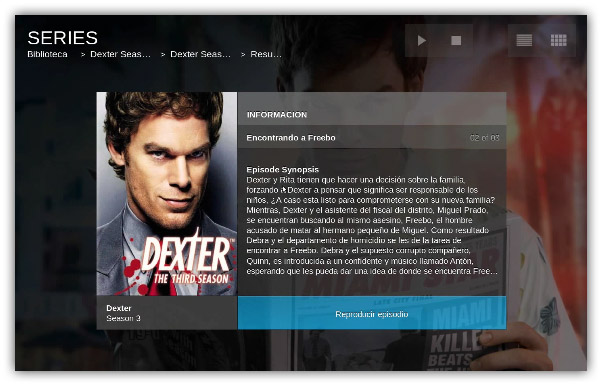 SERIES
Biblioteca > Dexter Seas... > Dexter Seas... > Resu...
INFORMACIÓN
Encontrando a Freebo 02 of 03
Episode Synopsis
Dexter y Rita tienen que hacer una decisión sobre la familia,
forzando a Dexter a pensar que significa ser responsable de los
niños. ¿A caso esta listo para comprometerse con su nueva familia?
Mientras, Dexter y el asistente del fiscal del distrito, Miguel Prado,
se encuentran buscando al mismo asesino, Freebo, el hombre
acusado de matar al hermano pequeño de Miguel. Como resultado
Debra y el departamento de homicidio se les de la tarea de
encontrar a Freebo. Debra y el supuesto corrupto compañero,
Quinn, es introducida a un confidente y músico llamado Antón,
esperando que les pueda dar una idea de donde se encuentra Free...
DEXTER
THE THIRD SEASON
Dexter
Season 3
Reproducir episodio
MIAMI
KILLE
BEATS